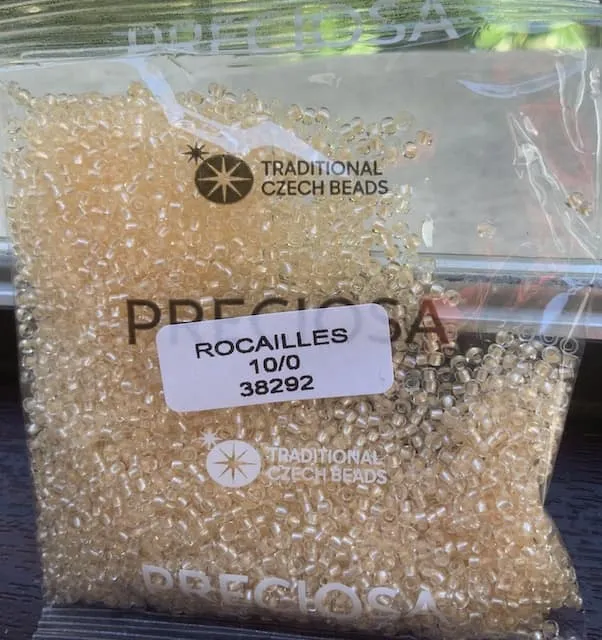 PRECIOSA
TRADITIONAL
CZECH BEADS
PRECIOSA
ROCAILLES
10/0
38292
TRADITIONAL
CZECH BEADS
PRECIOSA